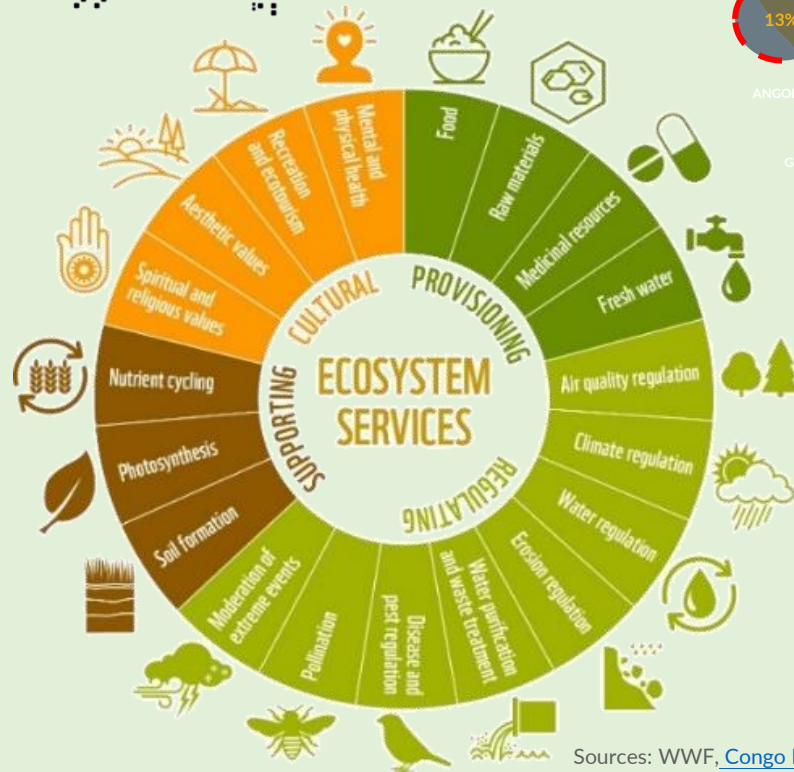 13%
Mental and
physical health
Recreation
and ecotourism
Aesthetic values
Spiritual and
religious values
Food
Raw materials
Medicinal resources
Fresh water
CULTURAL
PROVISIONING
SUPPORTING
REGULATING
ECOSYSTEM
SERVICES
Nutrient cycling
Photosynthesis
Soil formation
Air quality regulation
Climate regulation
Water regulation
Erosion regulation
Water purification
and waste treatment
Disease and
pest regulation
Pollination
Moderation of
extreme events
Sources: WWF, Congo